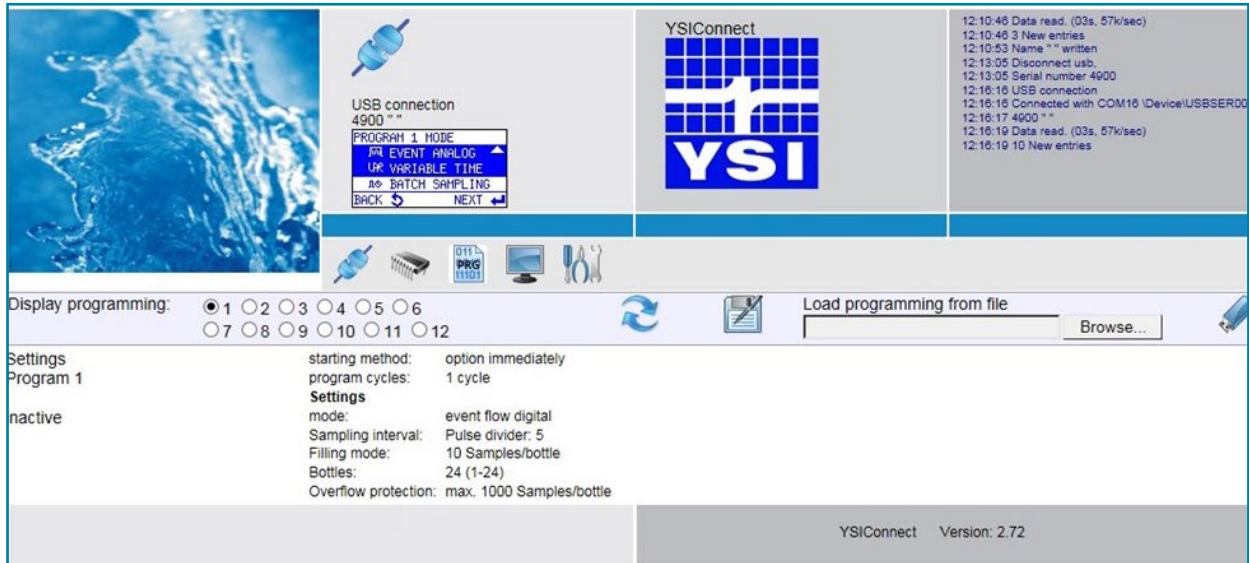 USB connection
4900 " "
PROGRAM 1 MODE
EVENT ANALOG
VAR VARIABLE TIME
BATCH SAMPLING
BACK NEXT
YSIConnect
YSI
12:10:46 Data read. (03s, 57k/sec)
12:10:46 3 New entries
12:10:53 Name " " written
12:13:05 Disconnect usb,
12:13:05 Serial number 4900
12:16:16 USB connection
12:16:16 Connected with COM16 \Device\USBSER00
12:16:17 4900 " "
12:16:19 Data read. (03s, 57k/sec)
12:16:19 10 New entries
011
PRG
11101
Display programming: 1 2 3 4 5 6
7 8 9 10 11 12
Load programming from file
Browse...
Settings
Program 1
nactive
starting method: option immediately
program cycles: 1 cycle
Settings
mode: event flow digital
Sampling interval: Pulse divider: 5
Filling mode: 10 Samples/bottle
Bottles: 24 (1-24)
Overflow protection: max. 1000 Samples/bottle
YSIConnect Version: 2.72